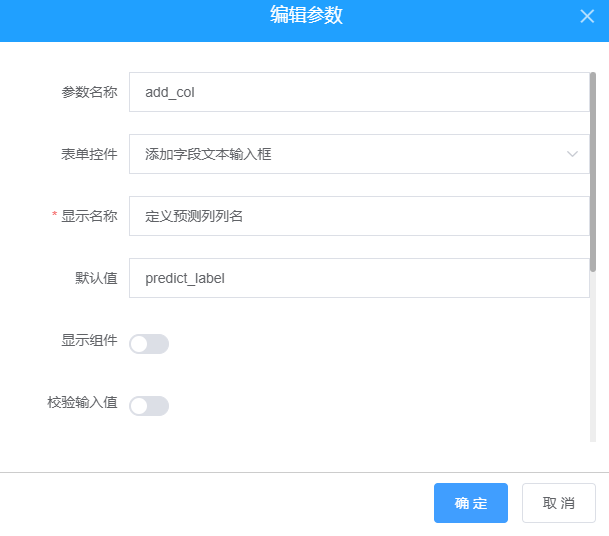 编辑参数
参数名称 add_col
表单控件 添加字段文本输入框
* 显示名称 定义预测列列名
默认值 predict_label
显示组件
校验输入值
确定 取消